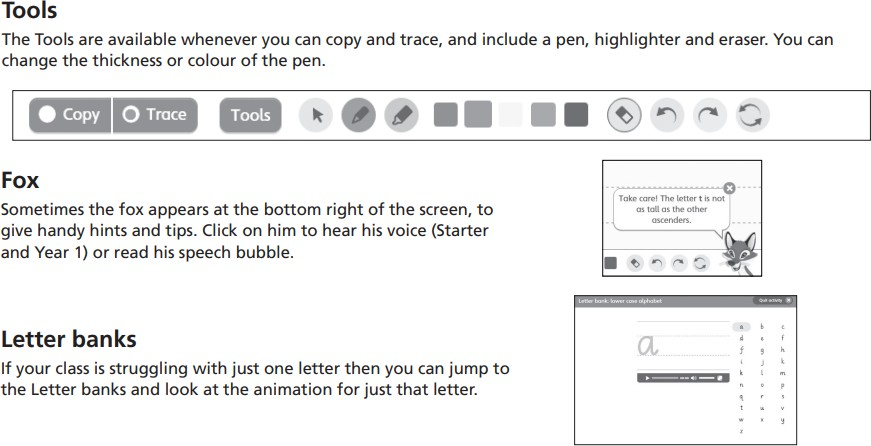 Tools
The Tools are available whenever you can copy and trace, and include a pen, highlighter and eraser. You can
change the thickness or colour of the pen.
Copy Trace Tools
Fox
Sometimes the fox appears at the bottom right of the screen, to
give handy hints and tips. Click on him to hear his voice (Starter
and Year 1) or read his speech bubble.
Take care! The letter t is not
as tall as the other
ascenders.
Letter banks
If your class is struggling with just one letter then you can jump to
the Letter banks and look at the animation for just that letter.
Letter bank: lower case alphabet Quit activity
a
a b c
d e f
f g h
i j k
k l m
n o p
q r s
t u v
w x y
z